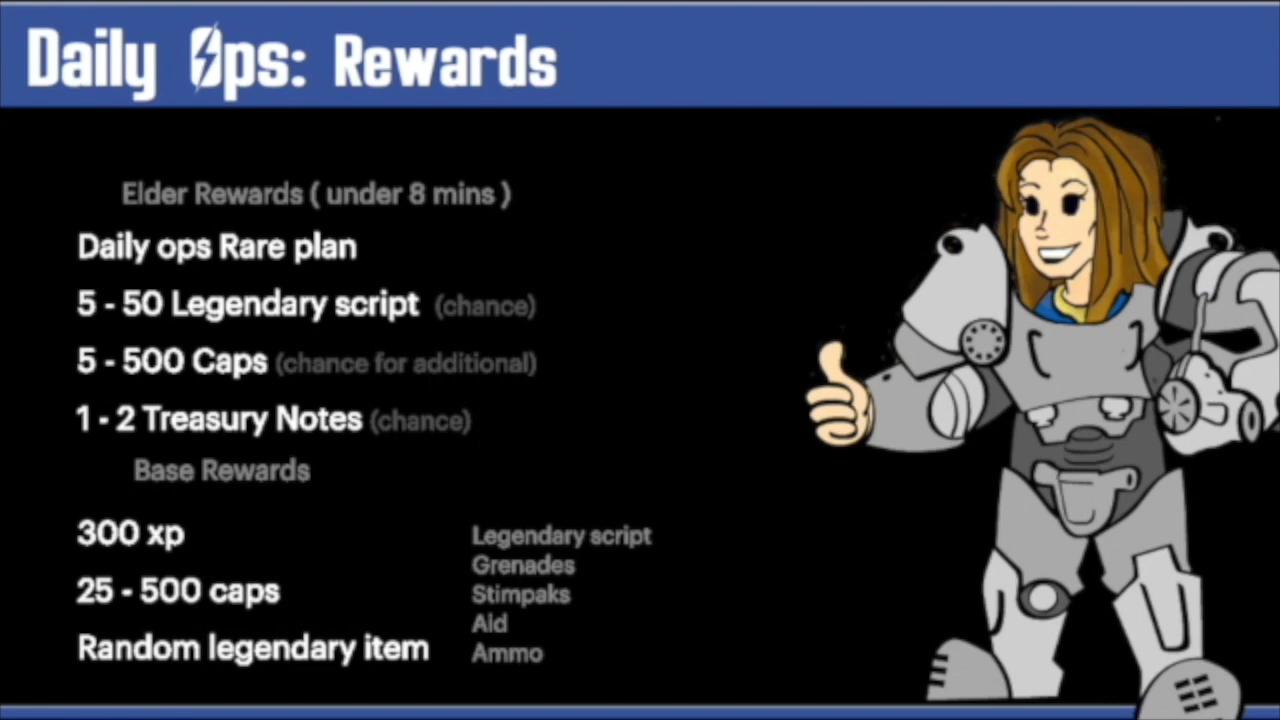 Daily Ops: Rewards
Elder Rewards ( under 8 mins )
Daily ops Rare plan
5 - 50 Legendary script (chance)
5 - 500 Caps (chance for additional)
1 - 2 Treasury Notes (chance)
Base Rewards
300 xp
25 - 500 caps
Random legendary item
Legendary script
Grenades
Stimpaks
Aid
Ammo